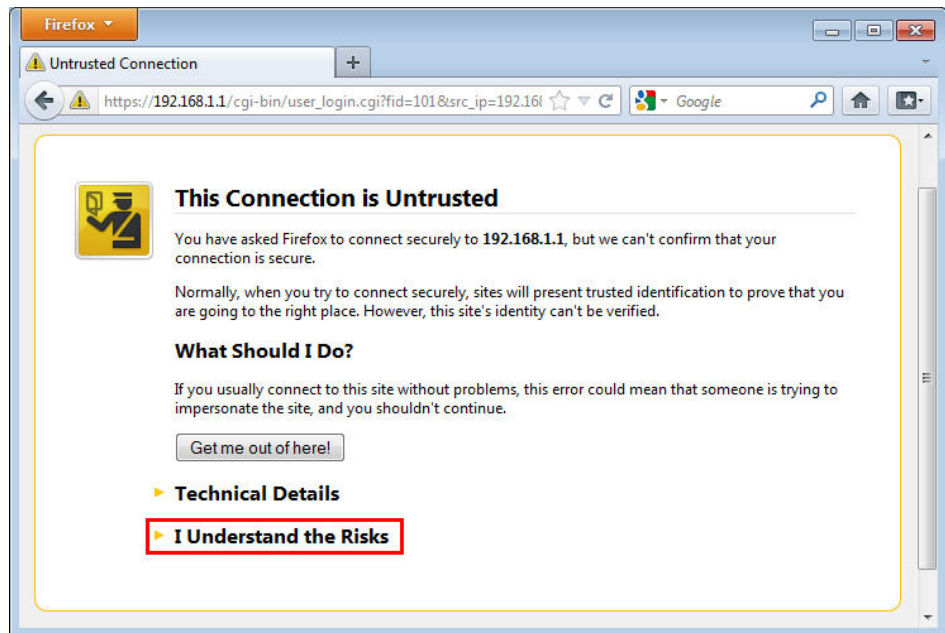 Firefox
Untrusted Connection
https://192.168.1.1/cgi-bin/user_login.cgi?fid=101&src_ip=192.16
Google
This Connection is Untrusted
You have asked Firefox to connect securely to 192.168.1.1, but we can't confirm that your
connection is secure.
Normally, when you try to connect securely, sites will present trusted identification to prove that you
are going to the right place. However, this site's identity can't be verified.
What Should I Do?
If you usually connect to this site without problems, this error could mean that someone is trying to
impersonate the site, and you shouldn't continue.
Get me out of here!
Technical Details
I Understand the Risks